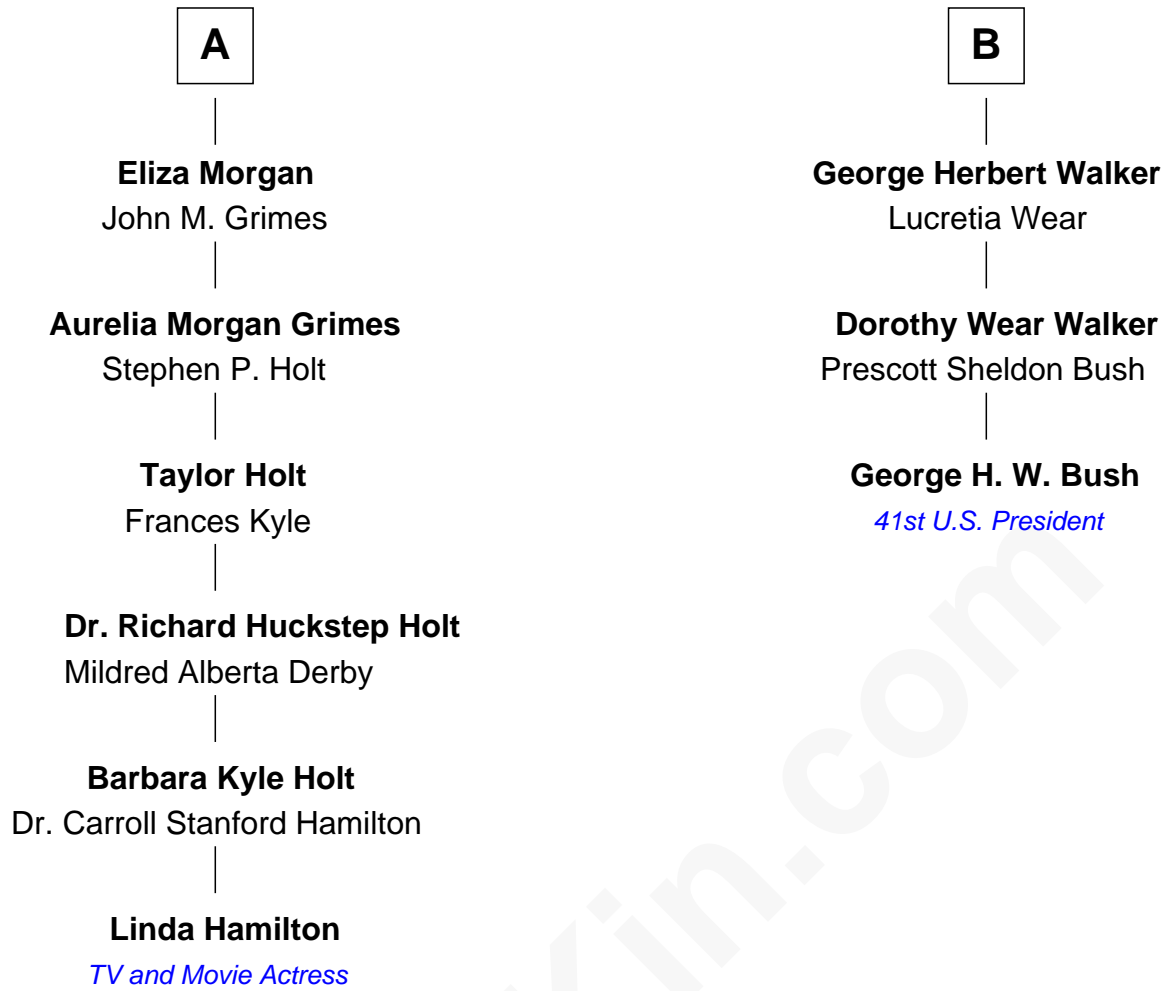 A
Eliza Morgan
John M. Grimes
Aurelia Morgan Grimes
Stephen P. Holt
Taylor Holt
Frances Kyle
Dr. Richard Huckstep Holt
Mildred Alberta Derby
Barbara Kyle Holt
Dr. Carroll Stanford Hamilton
Linda Hamilton
TV and Movie Actress
B
George Herbert Walker
Lucretia Wear
Dorothy Wear Walker
Prescott Sheldon Bush
George H. W. Bush
41st U.S. President
kin.com